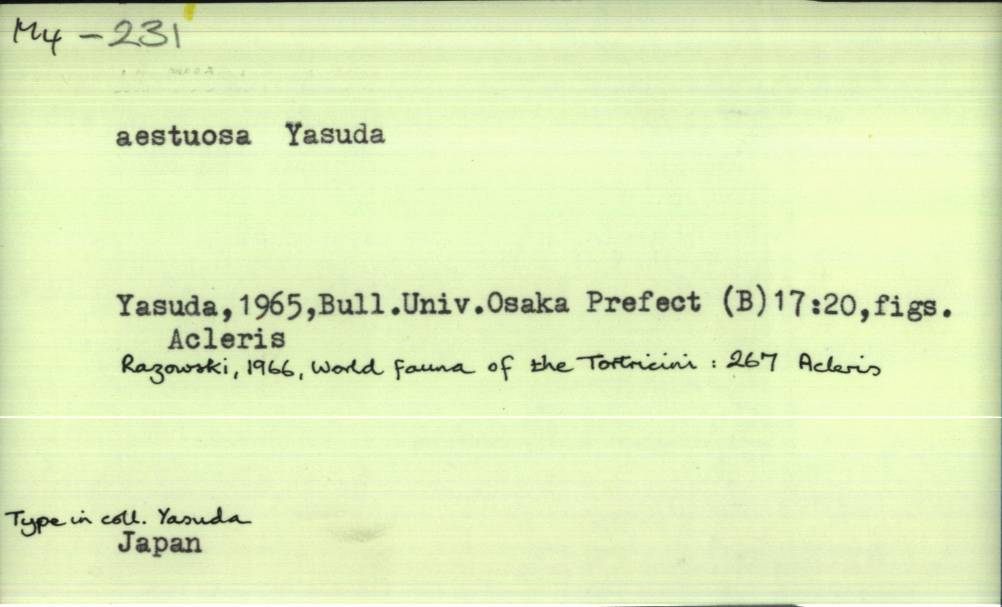 My - 231
aestuosa Yasuda
Yasuda,1965,Bull.Univ.Osaka Prefect (B)17:20,figs.
Acleris
Razowski, 1966, World Fauna of the Tortricini : 267 Acleris
Type in coll. Yasuda
Japan